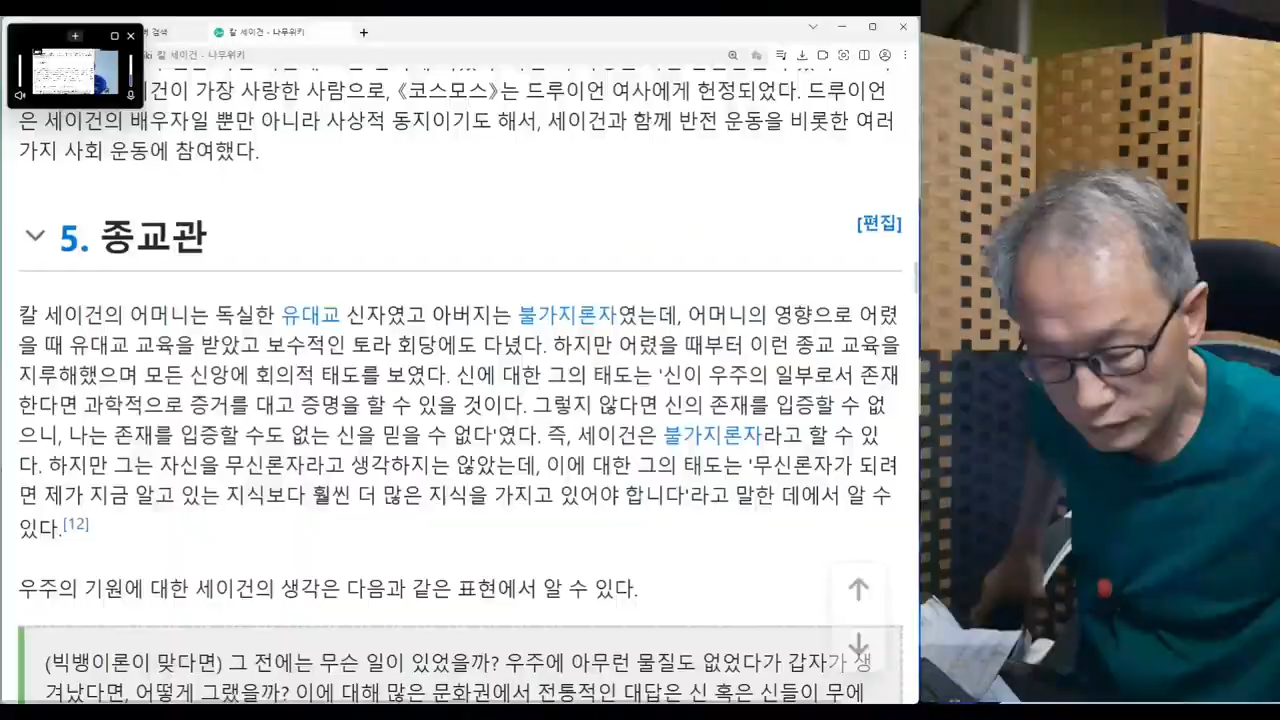 검색
칼 세이건 - 나무위키
칼 세이건 - 나무위키
건이 가장 사랑한 사람으로, 《코스모스》는 드루이언 여사에게 헌정되었다. 드루이언
은 세이건의 배우자일 뿐만 아니라 사상적 동지이기도 해서, 세이건과 함께 반전 운동을 비롯한 여러
가지 사회 운동에 참여했다.
5. 종교관
[편집]
칼 세이건의 어머니는 독실한 유대교 신자였고 아버지는 불가지론자였는데, 어머니의 영향으로 어렸
을 때 유대교 교육을 받았고 보수적인 토라 회당에도 다녔다. 하지만 어렸을 때부터 이런 종교 교육을
지루해했으며 모든 신앙에 회의적 태도를 보였다. 신에 대한 그의 태도는 '신이 우주의 일부로서 존재
한다면 과학적으로 증거를 대고 증명을 할 수 있을 것이다. 그렇지 않다면 신의 존재를 입증할 수 없
으니, 나는 존재를 입증할 수도 없는 신을 믿을 수 없다'였다. 즉, 세이건은 불가지론자라고 할 수 있
다. 하지만 그는 자신을 무신론자라고 생각하지는 않았는데, 이에 대한 그의 태도는 '무신론자가 되려
면 제가 지금 알고 있는 지식보다 훨씬 더 많은 지식을 가지고 있어야 합니다'라고 말한 데에서 알 수
있다.[12]
우주의 기원에 대한 세이건의 생각은 다음과 같은 표현에서 알 수 있다.
(빅뱅이론이 맞다면) 그 전에는 무슨 일이 있었을까? 우주에 아무런 물질도 없었다가 갑자기 생
겨났다면, 어떻게 그랬을까? 이에 대해 많은 문화권에서 전통적인 대답은 신 혹은 신들이 무에